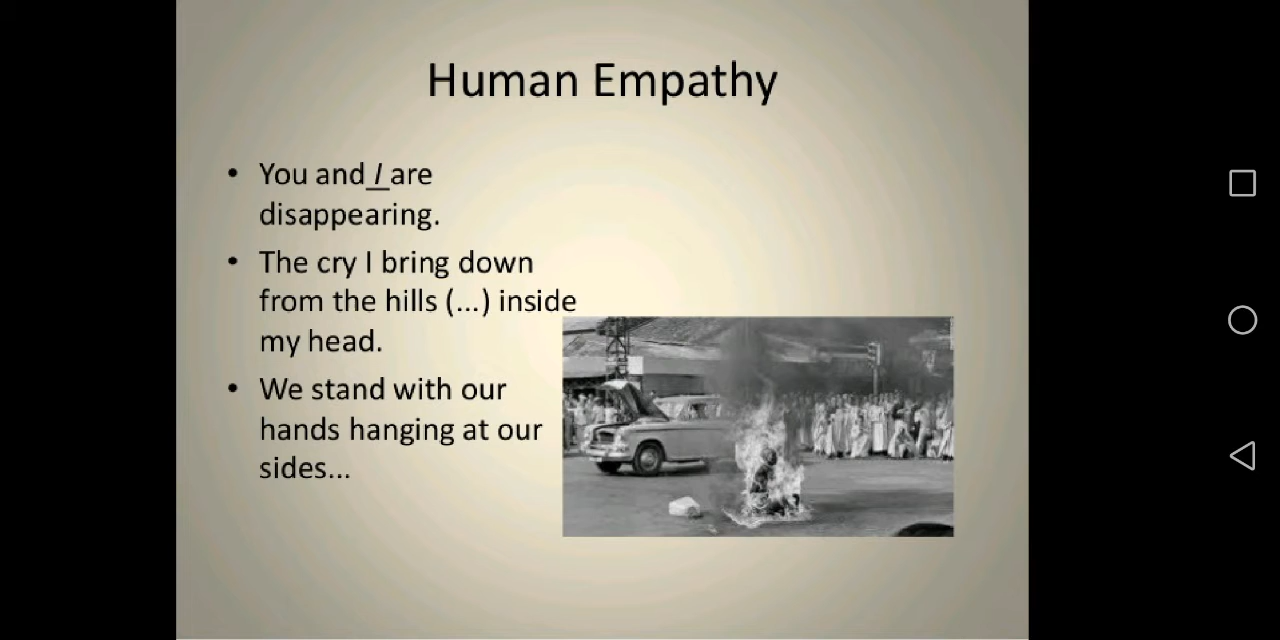 Human Empathy
• You and I are
disappearing.
• The cry I bring down
from the hills (...) inside
my head.
• We stand with our
hands hanging at our
sides...